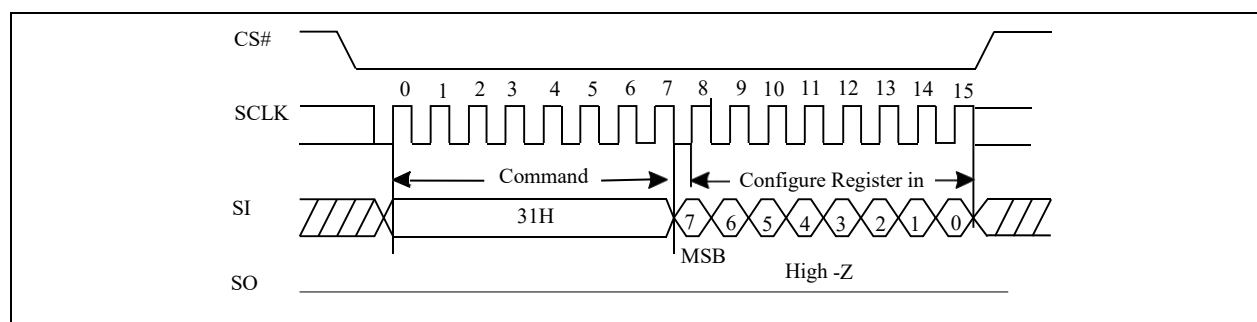 CS#
0 1 2 3 4 5 6 7 8 9 10 11 12 13 14 15
SCLK
Command Configure Register in
SI 31H 7 6 5 4 3 2 1 0
MSB
High -Z
SO